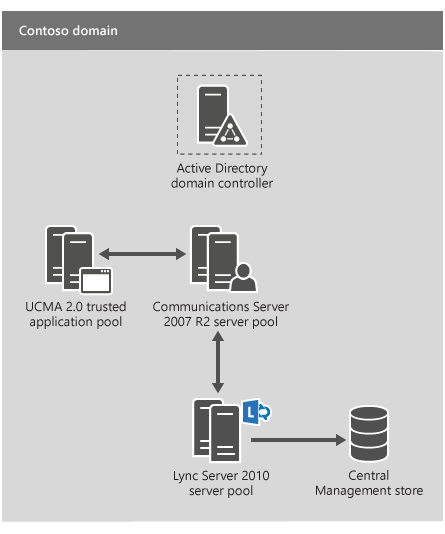 Contoso domain
Active Directory
domain controller
UCMA 2.0 trusted
application pool
Communications Server
2007 R2 server pool
L
Lync Server 2010
server pool
Central
Management store